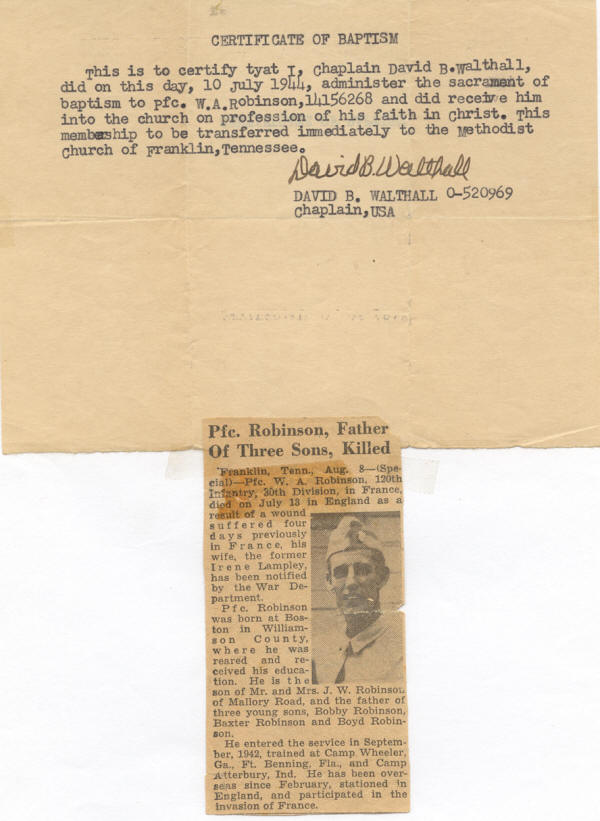 CERTIFICATE OF BAPTISM
This is to certify tyat I, Chaplain David B.Walthall,
did on this day, 10 July 1944, administer the sacrament of
baptism to Pfc. W.A.Robinson,14156268 and did receive him
into the church on profession of his faith in Christ. This
membeship to be transferred immediately to the Methodist
Church of Franklin,Tennessee.
David B. Walthall
DAVID B. WALTHALL O-520969
Chaplain,USA
Pfc. Robinson, Father
Of Three Sons, Killed
Franklin, Tenn., Aug. 8—(Spe-
cial)—Pfc. W. A. Robinson, 120th
Infantry, 30th Division, in France,
died on July 13 in England as a
result of a wound
suffered four
days previously
in France, his
wife, the former
Irene Lampley,
has been notified
by the War De-
partment.
Pfc. Robinson
was born at Bos-
ton in William-
son County,
where he was
reared and re-
ceived his educa-
tion. He is the
son of Mr. and Mrs. J. W. Robinson
of Mallory Road, and the father of
three young sons, Bobby Robinson,
Baxter Robinson and Boyd Robin-
son.
He entered the service in Septem-
ber, 1942, trained at Camp Wheeler,
Ga., Ft. Benning, Fla., and Camp
Atterbury, Ind. He has been over-
seas since February, stationed in
England, and participated in the
invasion of France.